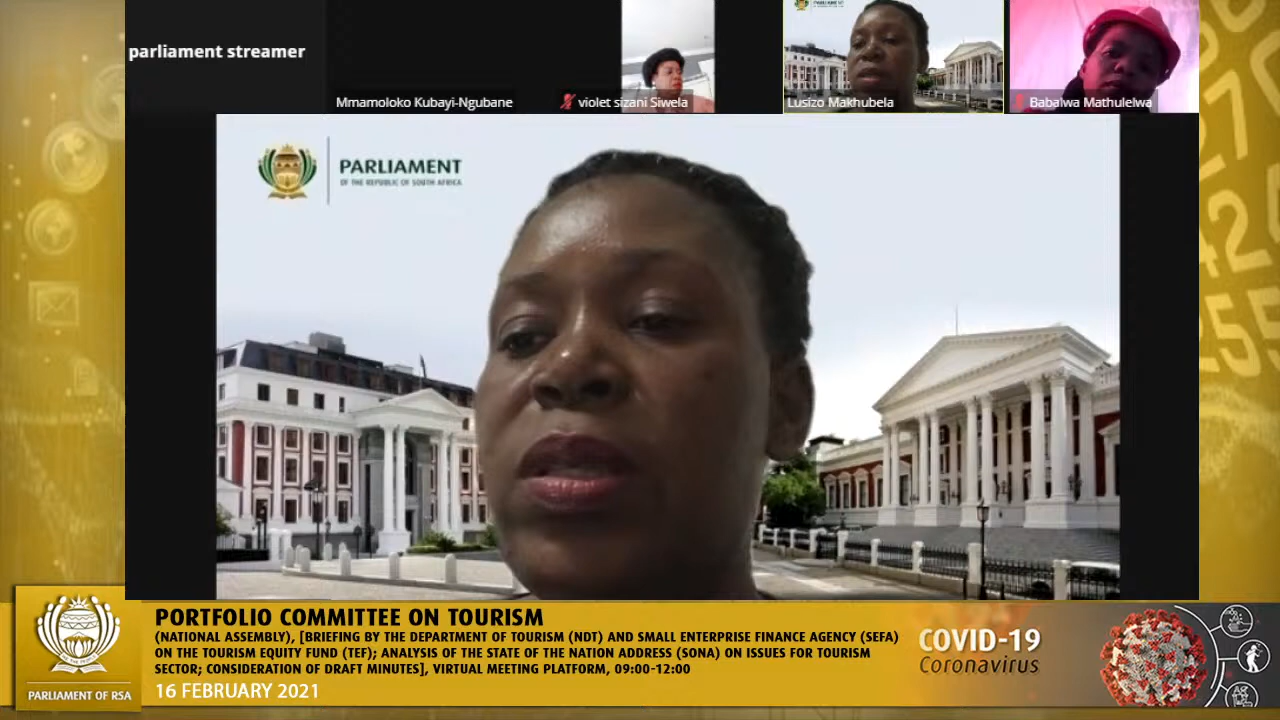 parliament streamer
Mmamoloko Kubayi-Ngubane
violet sizani Siwela
Lusizo Makhubela
Babalwa Mathulelwa
PARLIAMENT
OF THE REPUBLIC OF SOUTH AFRICA
PORTFOLIO COMMITTEE ON TOURISM
(NATIONAL ASSEMBLY), [BRIEFING BY THE DEPARTMENT OF TOURISM (NDT) AND SMALL ENTERPRISE FINANCE AGENCY (SEFA)
ON THE TOURISM EQUITY FUND (TEF); ANALYSIS OF THE STATE OF THE NATION ADDRESS (SONA) ON ISSUES FOR TOURISM
SECTOR; CONSIDERATION OF DRAFT MINUTES], VIRTUAL MEETING PLATFORM, 09:00-12:00
16 FEBRUARY 2021
PARLIAMENT OF RSA
COVID-19
Coronavirus